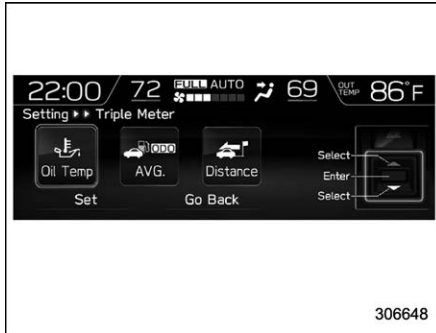 22:00 72 FULL AUTO 69 OUT TEMP 86°F
Setting ▸▸ Triple Meter
Oil Temp AVG. ODO Distance
Set Go Back
Select
Enter
Select
306648